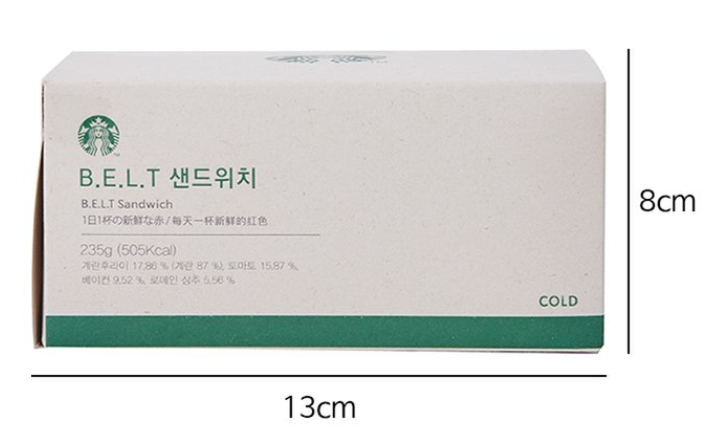 B.E.L.T 샌드위치
B.E.L.T Sandwich
1日1杯の新鮮な赤/每天一杯新鲜的红色
235g (505Kcal)
계란후라이 17.86 % (계란 87 %), 토마토 15.87 %,
베이컨 9.52 %, 로메인 상추 5.56 %
COLD
8cm
13cm